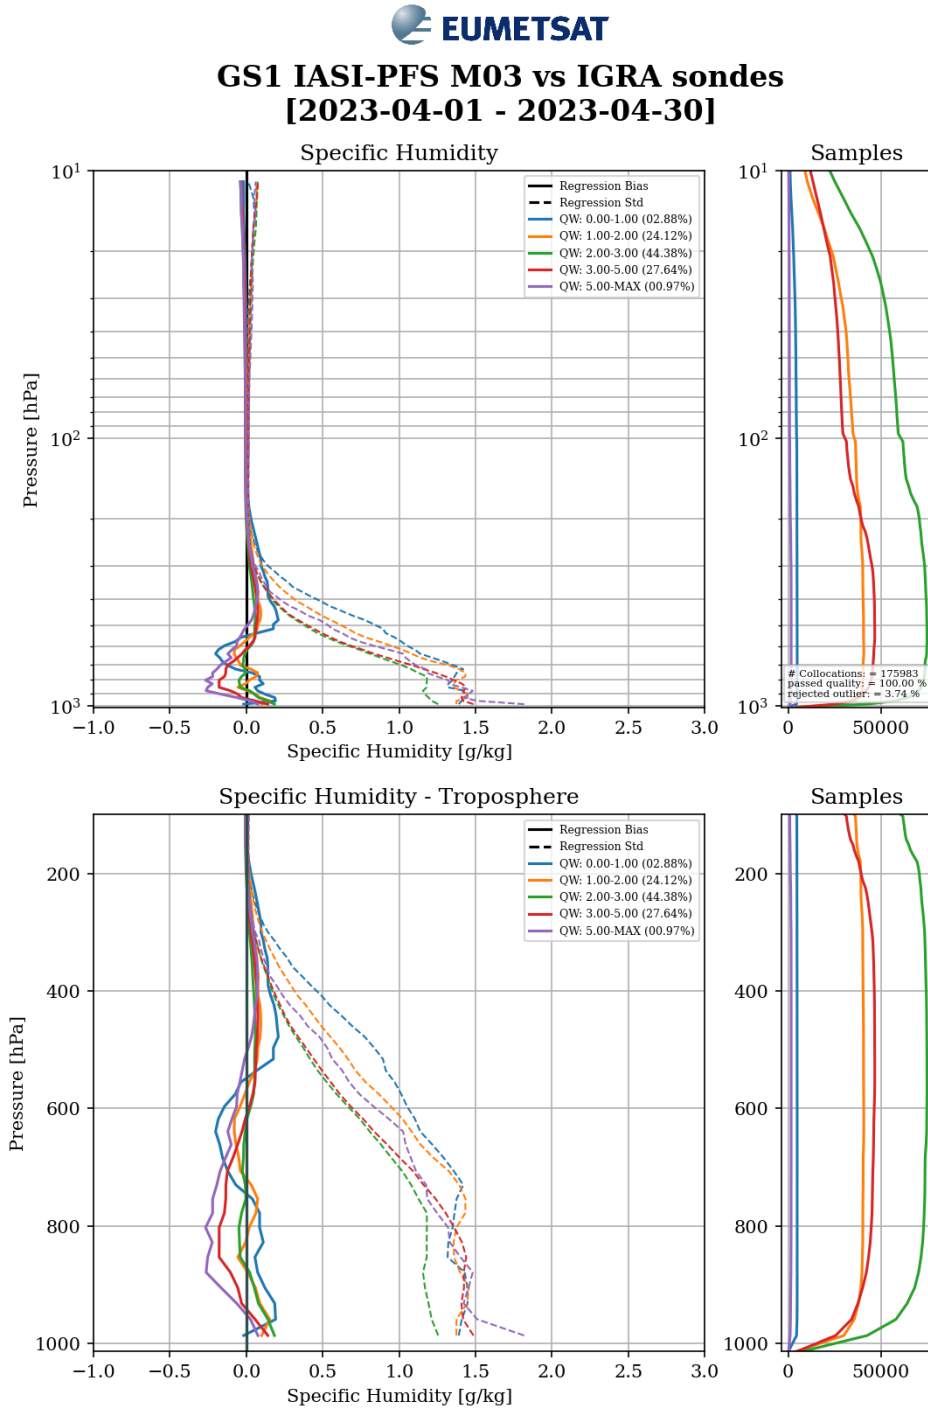 EUMETSAT
GS1 IASI-PFS M03 vs IGRA sondes
[2023-04-01 - 2023-04-30]
Specific Humidity
Samples
Regression Bias
Regression Std
QW: 0.00-1.00 (02.88%)
QW: 1.00-2.00 (24.12%)
QW: 2.00-3.00 (44.38%)
QW: 3.00-5.00 (27.64%)
QW: 5.00-MAX (00.97%)
10¹
10²
10³
Pressure [hPa]
−1.0 −0.5 0.0 0.5 1.0 1.5 2.0 2.5 3.0
Specific Humidity [g/kg]
10¹
10²
10³
# Collocations: = 175983
passed quality: = 100.00 %
rejected outlier: = 3.74 %
0 50000
Specific Humidity - Troposphere
Samples
Regression Bias
Regression Std
QW: 0.00-1.00 (02.88%)
QW: 1.00-2.00 (24.12%)
QW: 2.00-3.00 (44.38%)
QW: 3.00-5.00 (27.64%)
QW: 5.00-MAX (00.97%)
200
400
600
800
1000
Pressure [hPa]
−1.0 −0.5 0.0 0.5 1.0 1.5 2.0 2.5 3.0
Specific Humidity [g/kg]
200
400
600
800
1000
0 50000